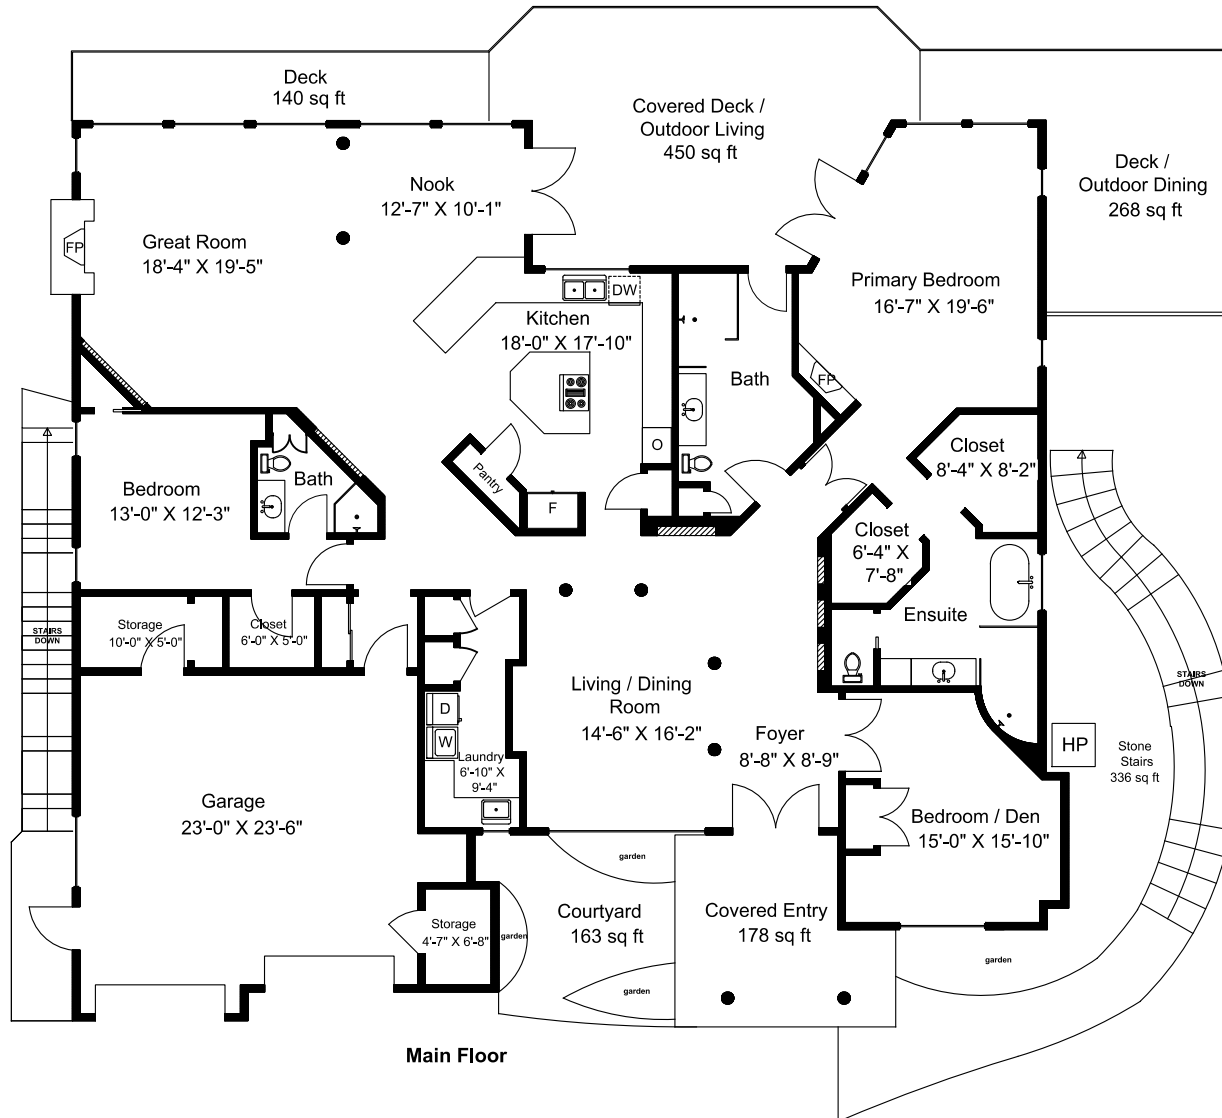 Deck
140 sq ft
Covered Deck /
Outdoor Living
450 sq ft
Deck /
Outdoor Dining
268 sq ft
Nook
12'-7" X 10'-1"
Great Room
18'-4" X 19'-5"
FP
DW
Kitchen
18'-0" X 17'-10"
Primary Bedroom
16'-7" X 19'-6"
Bath
FP
O
Closet
8'-4" X 8'-2"
Pantry
F
Bedroom
13'-0" X 12'-3"
Bath
Closet
6'-4" X
7'-8"
Ensuite
STAIRS
DOWN
Storage
10'-0" X 5'-0"
Closet
6'-0" X 5'-0"
Living / Dining
Room
14'-6" X 16'-2"
STAIRS
DOWN
D
W
Laundry
6'-10" X
9'-4"
Foyer
8'-8" X 8'-9"
HP
Stone
Stairs
336 sq ft
Garage
23'-0" X 23'-6"
Bedroom / Den
15'-0" X 15'-10"
garden
Courtyard
163 sq ft
Covered Entry
178 sq ft
Storage
4'-7" X 6'-8"
garden
garden
garden
Main Floor